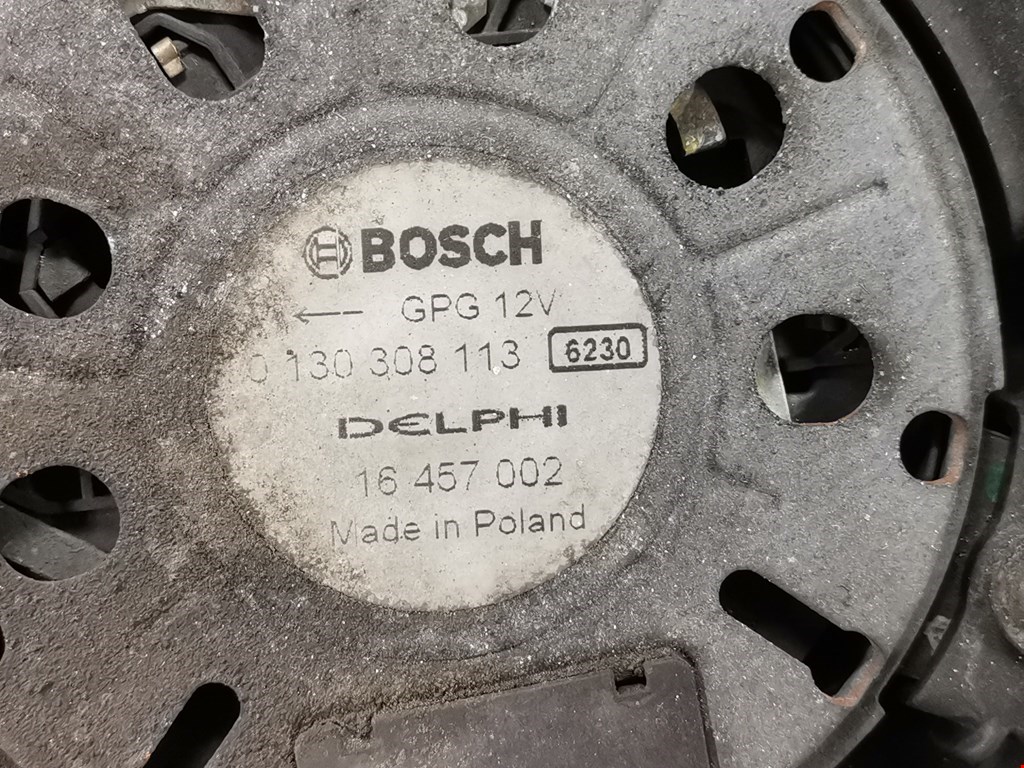 BOSCH
GPG 12V
0 130 308 113 6230
DELPHI
16 457 002
Made in Poland